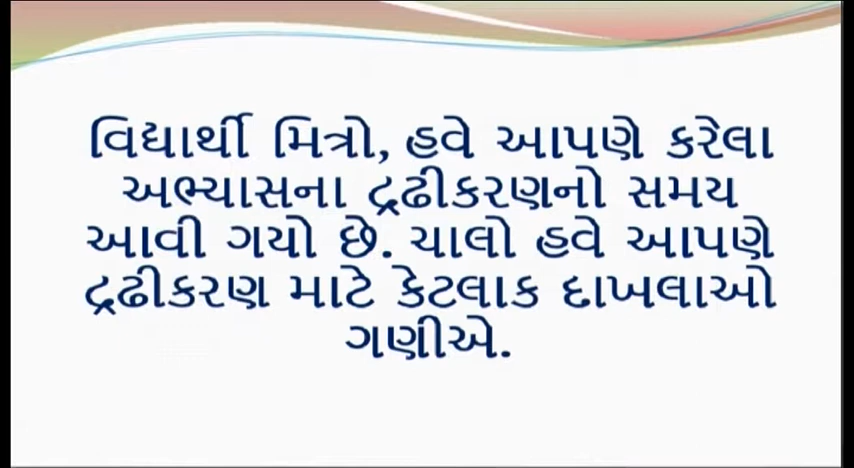 વિદ્યાર્થી મિત્રો, હવે આપણે કરેલા
અભ્યાસના દ્રઢીકરણનો સમય
આવી ગયો છે. ચાલો હવે આપણે
દ્રઢીકરણ માટે કેટલાક દાખલાઓ
ગણીએ.